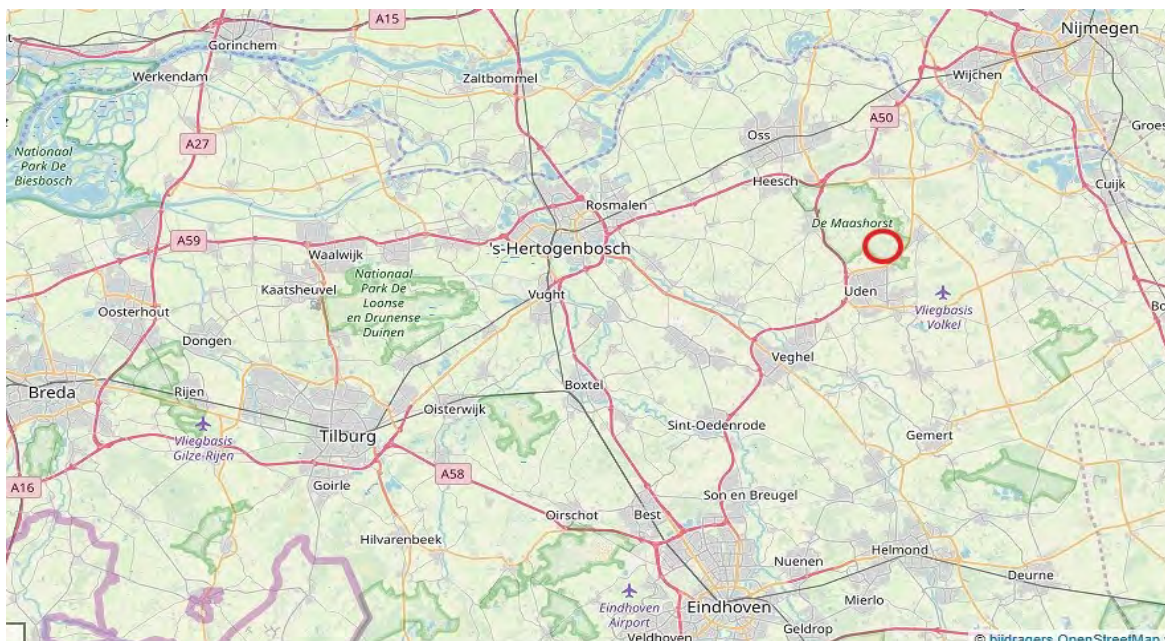 A15
Gorinchem
Nijmegen
Werkendam
Zaltbommel
Wijchen
A50
Groes
Oss
A27
Nationaal
Park De
Biesbosch
Heesch
Cuijk
Rosmalen
De Maashorst
A59
Waalwijk
's-Hertogenbosch
Kaatsheuvel
Nationaal
Park De
Loonse
en Drunense
Duinen
Vught
Uden
Vliegbasis
Volkel
Bo
Oosterhout
Dongen
Veghel
Breda
Rijen
Boxtel
Oisterwijk
Vliegbasis
Gilze-Rijen
Tilburg
Sint-Oedenrode
Gemert
A58
A16
Goirle
Son en Breugel
Oirschot
Best
Hilvarenbeek
Nuenen
Helmond
Deurne
Mierlo
Eindhoven
Airport
Eindhoven
Geldrop
Veldhoven
© bijdragers OpenStreetMap